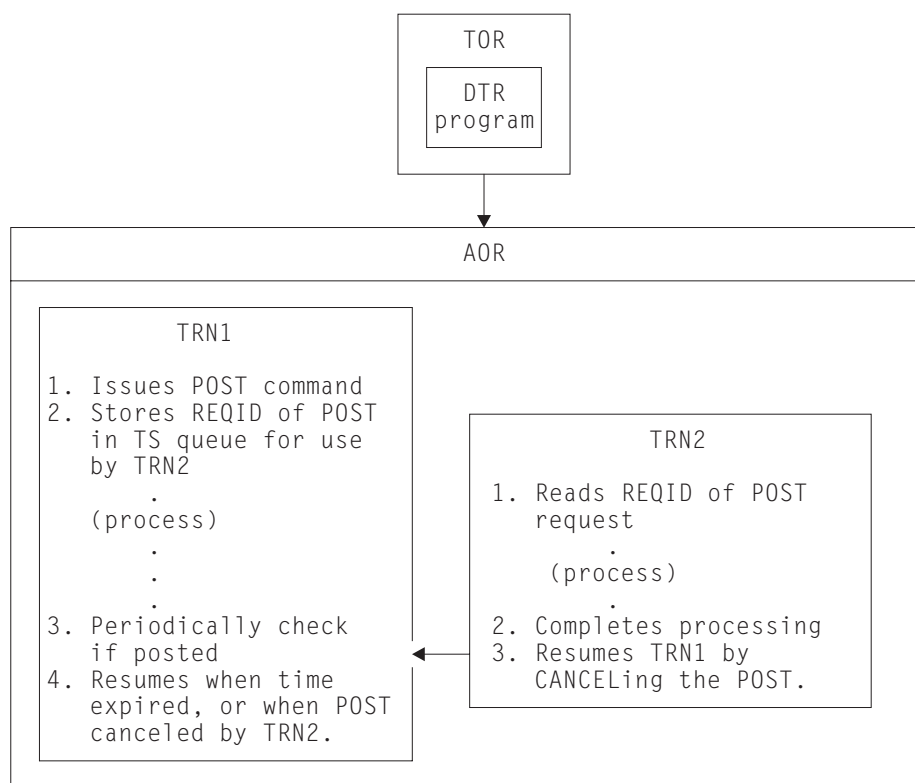 TOR
DTR
program
AOR
TRN1
1. Issues POST command
2. Stores REQID of POST
in TS queue for use
by TRN2
.
(process)
.
.
.
3. Periodically check
if posted
4. Resumes when time
expired, or when POST
canceled by TRN2.
TRN2
1. Reads REQID of POST
request
.
(process)
.
2. Completes processing
3. Resumes TRN1 by
CANCELing the POST.